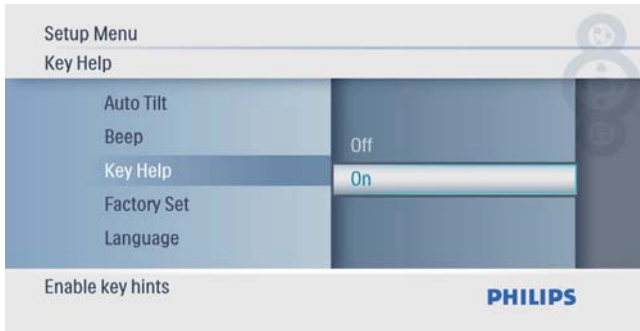 Setup Menu
Key Help
Auto Tilt
Beep
Key Help
Factory Set
Language
Off
On
Enable key hints
PHILIPS